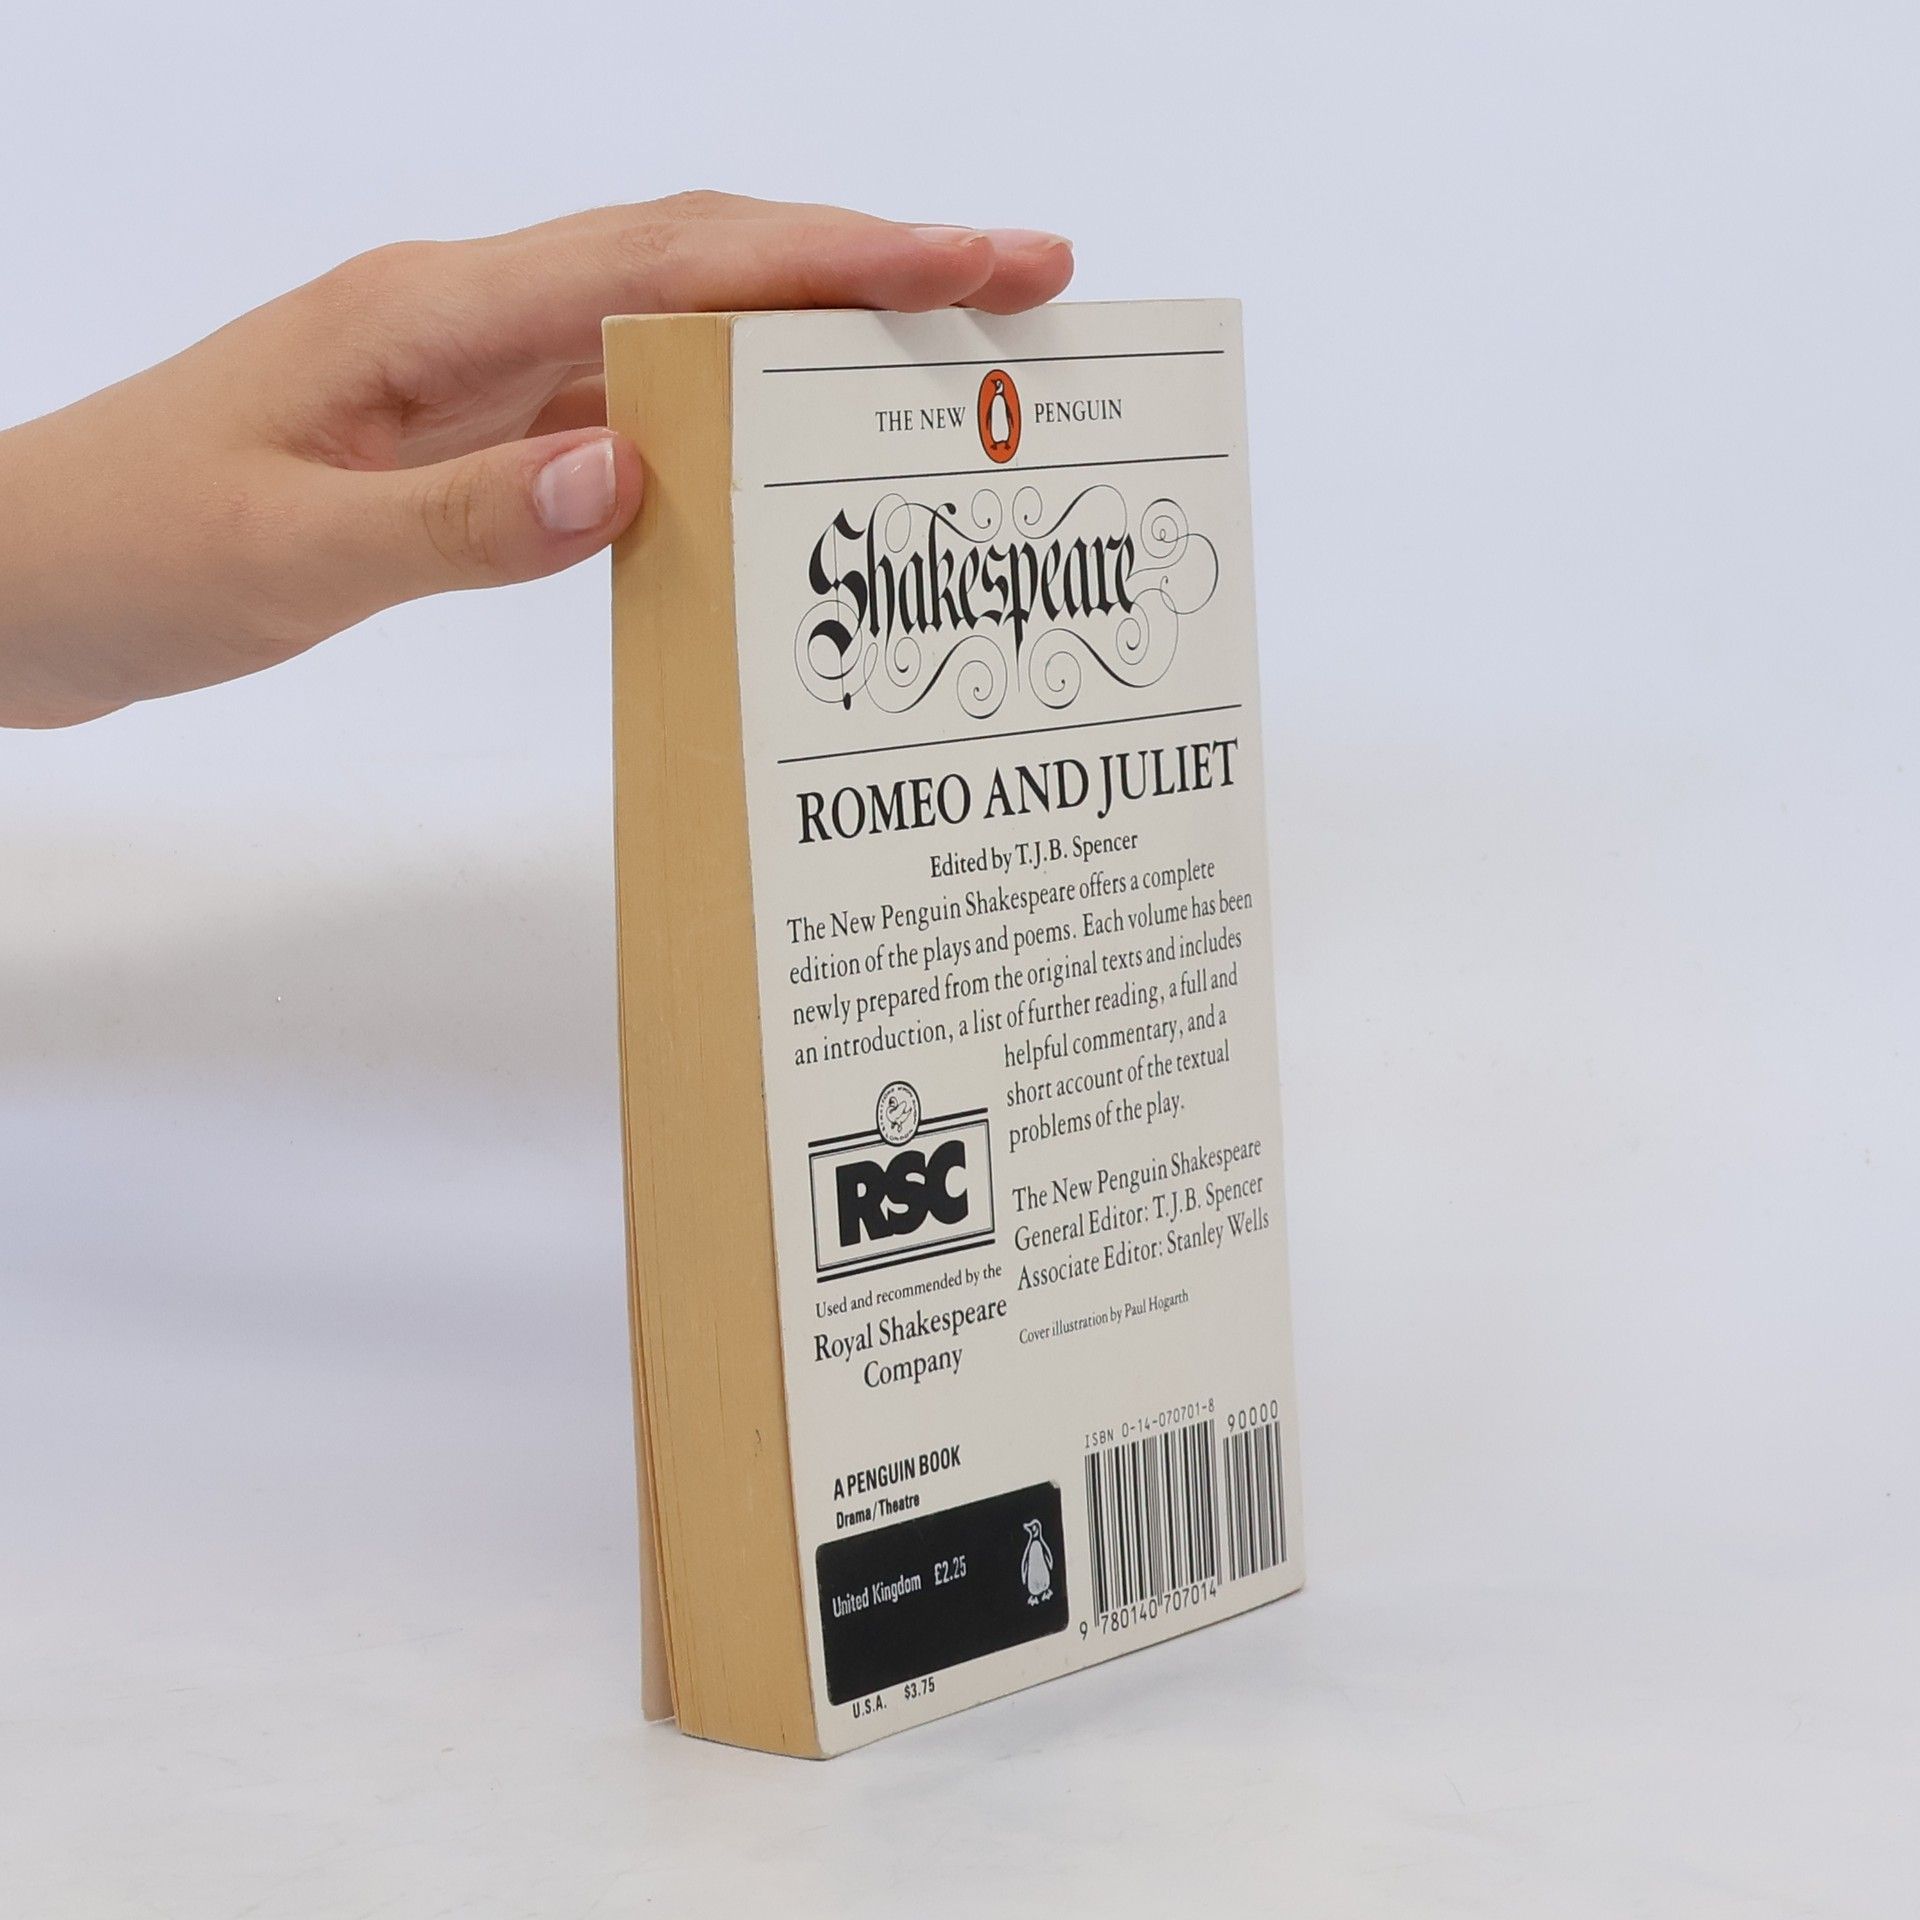 THE NEW PENGUIN
Shakespeare
ROMEO AND JULIET
Edited by T.J.B. Spencer
The New Penguin Shakespeare offers a complete
edition of the plays and poems. Each volume has been
newly prepared from the original texts and includes
an introduction, a list of further reading, a full and
helpful commentary, and a
short account of the textual
problems of the play.
RSC
Used and recommended by the
Royal Shakespeare
Company
The New Penguin Shakespeare
General Editor: T.J.B. Spencer
Associate Editor: Stanley Wells
Cover illustration by Paul Hogarth
A PENGUIN BOOK
Drama/Theatre
United Kingdom £2.25
U.S.A. $3.75
ISBN 0-14-070701-8
90000
9 780140 707014